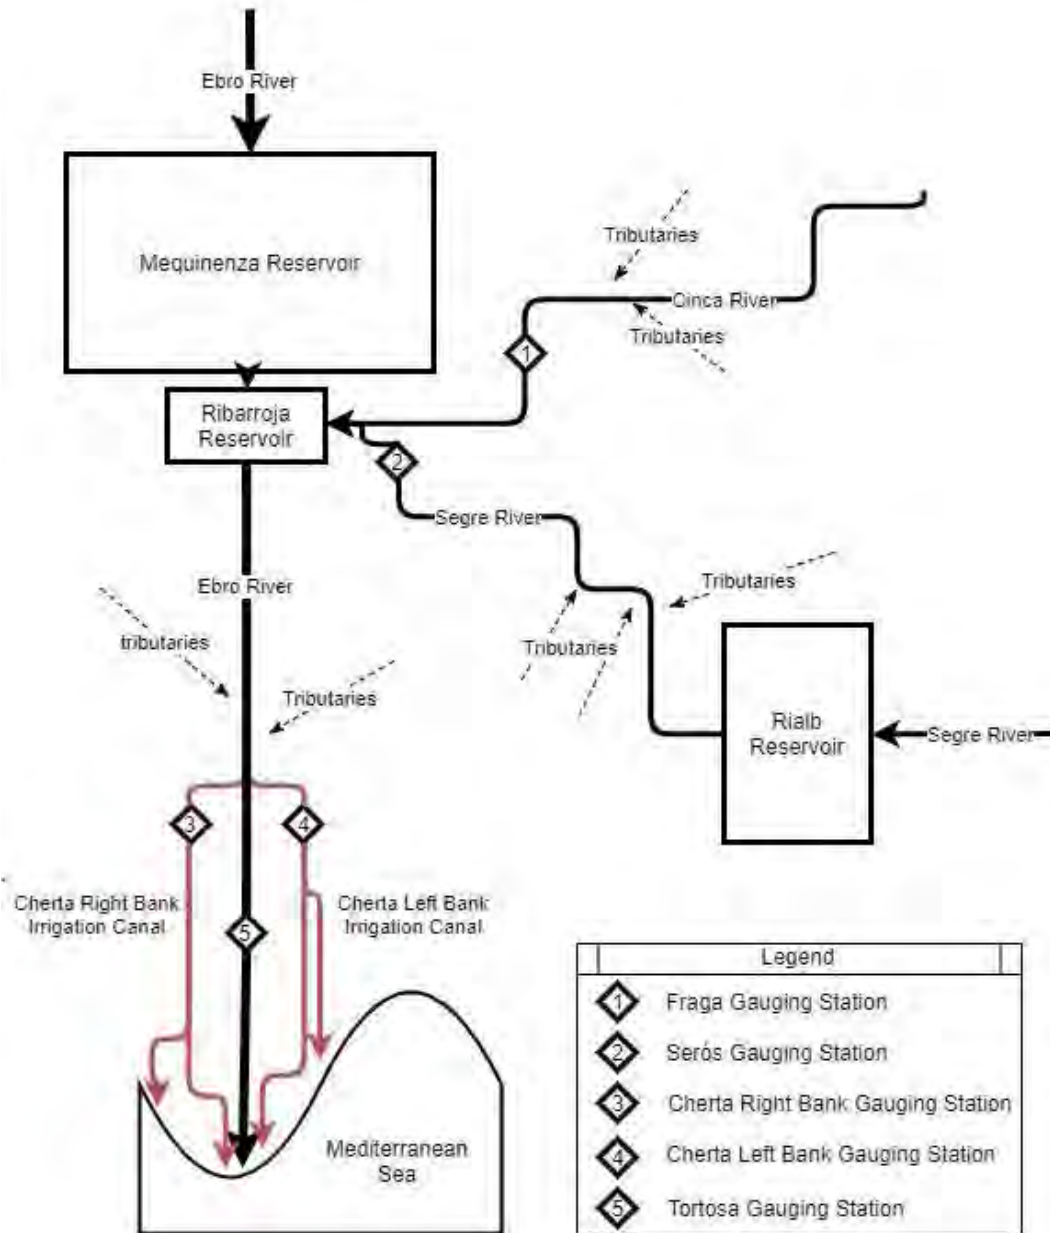 Ebro River
Mequinenza Reservoir
Tributaries
Cinca River
Tributaries
1
Ribarroja
Reservoir
2
Segre River
Ebro River
Tributaries
tributaries
Tributaries
Tributaries
Rialb
Reservoir
Segre River
3
4
Cherta Right Bank
Irrigation Canal
Cherta Left Bank
Irrigation Canal
5
Mediterranean
Sea
Legend
1 Fraga Gauging Station
2 Serós Gauging Station
3 Cherta Right Bank Gauging Station
4 Cherta Left Bank Gauging Station
5 Tortosa Gauging Station